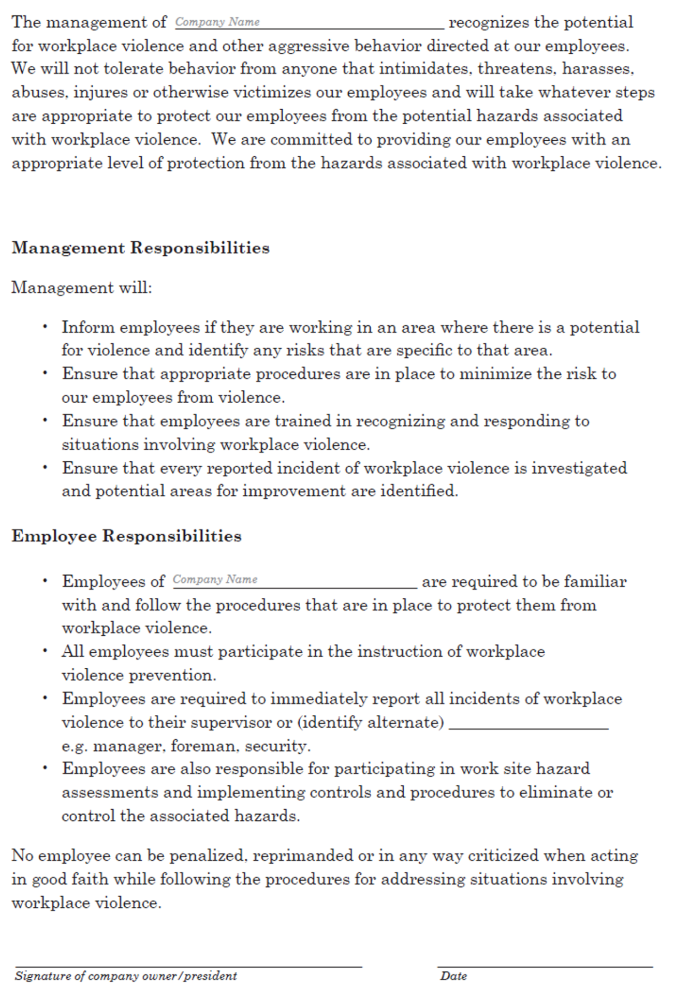 The management of Company Name recognizes the potential
for workplace violence and other aggressive behavior directed at our employees.
We will not tolerate behavior from anyone that intimidates, threatens, harasses,
abuses, injures or otherwise victimizes our employees and will take whatever steps
are appropriate to protect our employees from the potential hazards associated
with workplace violence.  We are committed to providing our employees with an
appropriate level of protection from the hazards associated with workplace violence.
Management Responsibilities
Management will:
• Inform employees if they are working in an area where there is a potential
for violence and identify any risks that are specific to that area.
• Ensure that appropriate procedures are in place to minimize the risk to
our employees from violence.
• Ensure that employees are trained in recognizing and responding to
situations involving workplace violence.
• Ensure that every reported incident of workplace violence is investigated
and potential areas for improvement are identified.
Employee Responsibilities
• Employees of Company Name are required to be familiar
with and follow the procedures that are in place to protect them from
workplace violence.
• All employees must participate in the instruction of workplace
violence prevention.
• Employees are required to immediately report all incidents of workplace
violence to their supervisor or (identify alternate) ____________________
e.g. manager, foreman, security.
• Employees are also responsible for participating in work site hazard
assessments and implementing controls and procedures to eliminate or
control the associated hazards.
No employee can be penalized, reprimanded or in any way criticized when acting
in good faith while following the procedures for addressing situations involving
workplace violence.
Signature of company owner/president Date